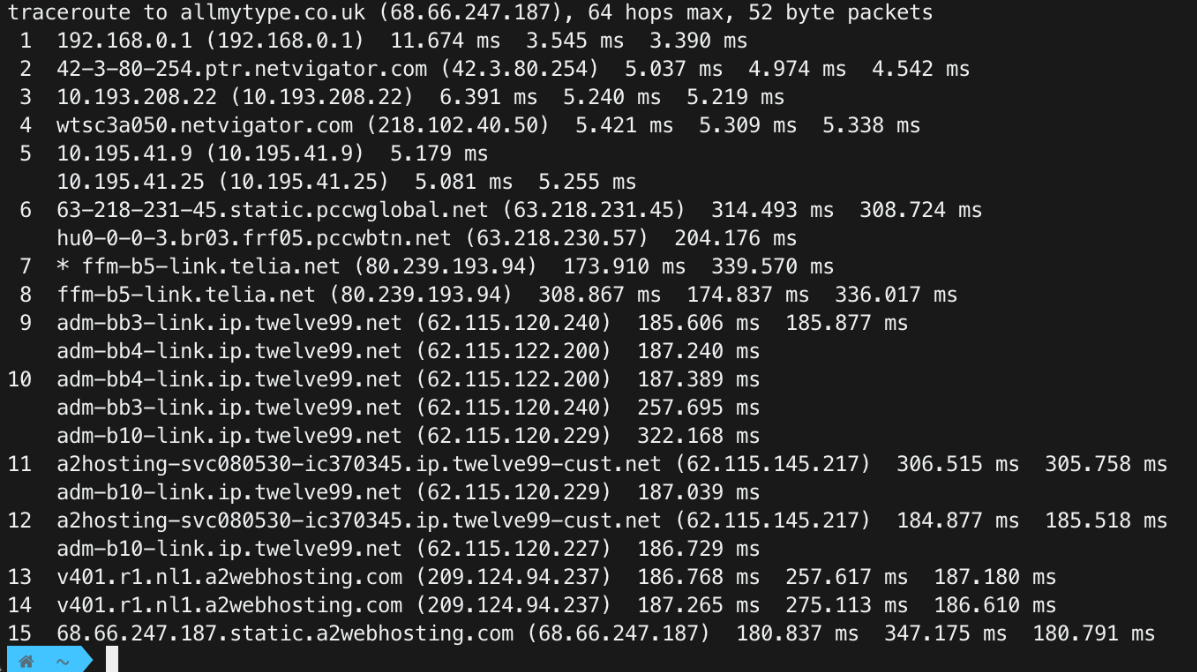 traceroute to allmytype.co.uk (68.66.247.187), 64 hops max, 52 byte packets
 1  192.168.0.1 (192.168.0.1)  11.674 ms  3.545 ms  3.390 ms
 2  42-3-80-254.ptr.netvigator.com (42.3.80.254)  5.037 ms  4.974 ms  4.542 ms
 3  10.193.208.22 (10.193.208.22)  6.391 ms  5.240 ms  5.219 ms
 4  wtsc3a050.netvigator.com (218.102.40.50)  5.421 ms  5.309 ms  5.338 ms
 5  10.195.41.9 (10.195.41.9)  5.179 ms
    10.195.41.25 (10.195.41.25)  5.081 ms  5.255 ms
 6  63-218-231-45.static.pccwglobal.net (63.218.231.45)  314.493 ms  308.724 ms
    hu0-0-0-3.br03.frf05.pccwbtn.net (63.218.230.57)  204.176 ms
 7  * ffm-b5-link.telia.net (80.239.193.94)  173.910 ms  339.570 ms
 8  ffm-b5-link.telia.net (80.239.193.94)  308.867 ms  174.837 ms  336.017 ms
 9  adm-bb3-link.ip.twelve99.net (62.115.120.240)  185.606 ms  185.877 ms
    adm-bb4-link.ip.twelve99.net (62.115.122.200)  187.240 ms
10  adm-bb4-link.ip.twelve99.net (62.115.122.200)  187.389 ms
    adm-bb3-link.ip.twelve99.net (62.115.120.240)  257.695 ms
    adm-b10-link.ip.twelve99.net (62.115.120.229)  322.168 ms
11  a2hosting-svc080530-ic370345.ip.twelve99-cust.net (62.115.145.217)  306.515 ms  305.758 ms
    adm-b10-link.ip.twelve99.net (62.115.120.229)  187.039 ms
12  a2hosting-svc080530-ic370345.ip.twelve99-cust.net (62.115.145.217)  184.877 ms  185.518 ms
    adm-b10-link.ip.twelve99.net (62.115.120.227)  186.729 ms
13  v401.r1.nl1.a2webhosting.com (209.124.94.237)  186.768 ms  257.617 ms  187.180 ms
14  v401.r1.nl1.a2webhosting.com (209.124.94.237)  187.265 ms  275.113 ms  186.610 ms
15  68.66.247.187.static.a2webhosting.com (68.66.247.187)  180.837 ms  347.175 ms  180.791 ms
~